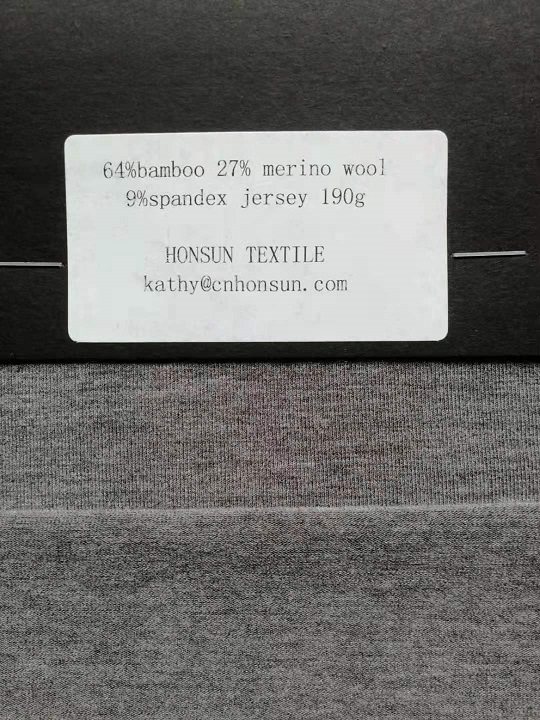 64%bamboo 27% merino wool
9%spandex jersey 190g
HONSUN TEXTILE
kathy@cnhonsun.com